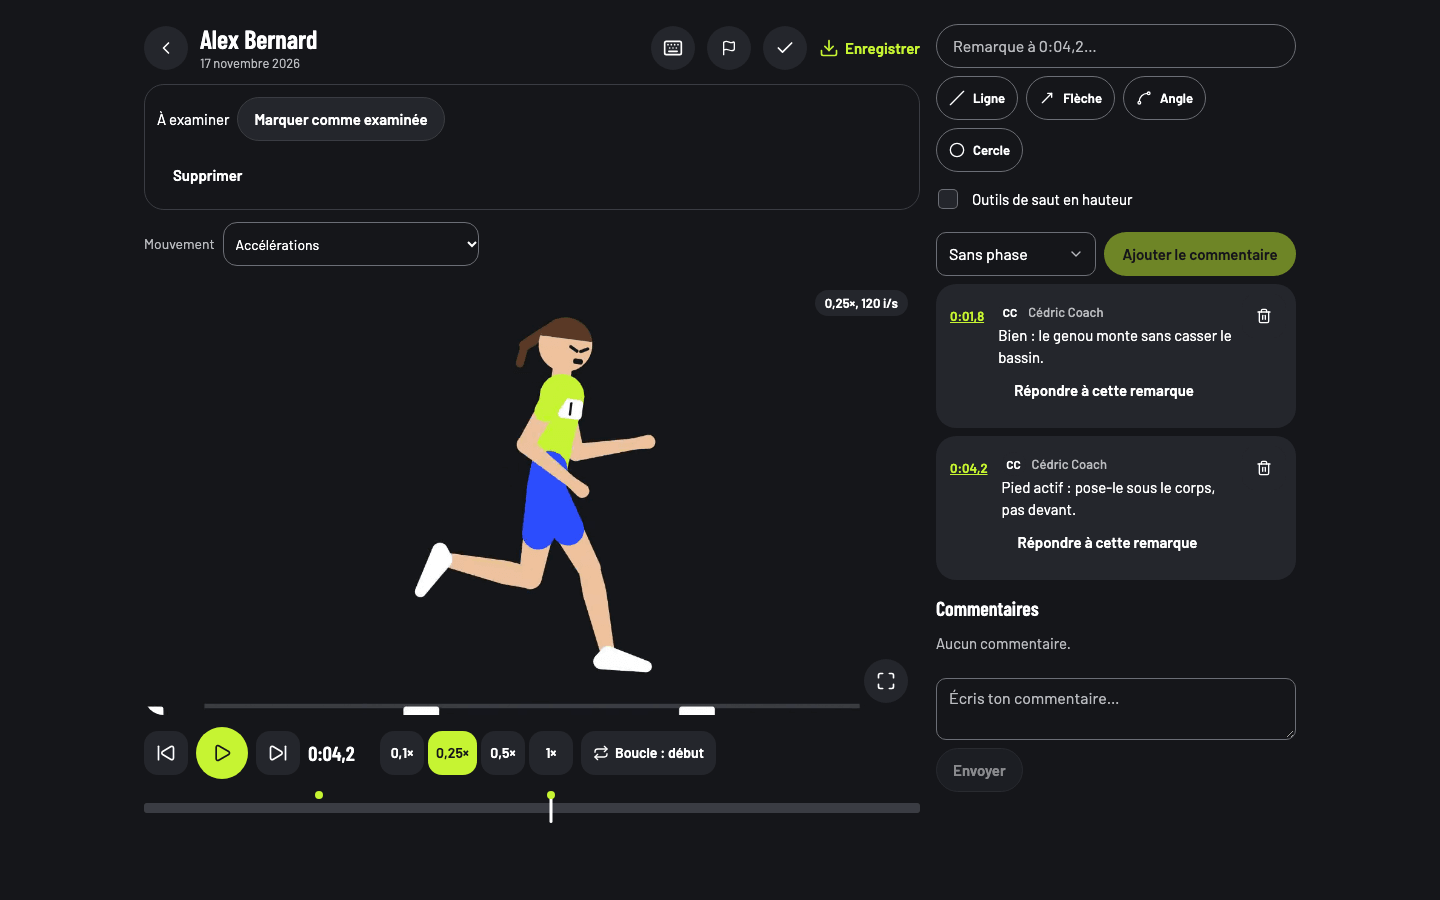 Alex Bernard
17 novembre 2026
Enregistrer
À examiner
Marquer comme examinée
Supprimer
Mouvement
Accélérations
0,25×, 120 i/s
0:04,2
0,1×
0,25×
0,5×
1×
Boucle : début
Remarque à 0:04,2...
Ligne
Flèche
Angle
Cercle
Outils de saut en hauteur
Sans phase
Ajouter le commentaire
0:01,8
CC Cédric Coach
Bien : le genou monte sans casser le
bassin.
Répondre à cette remarque
0:04,2
CC Cédric Coach
Pied actif : pose-le sous le corps,
pas devant.
Répondre à cette remarque
Commentaires
Aucun commentaire.
Écris ton commentaire...
Envoyer